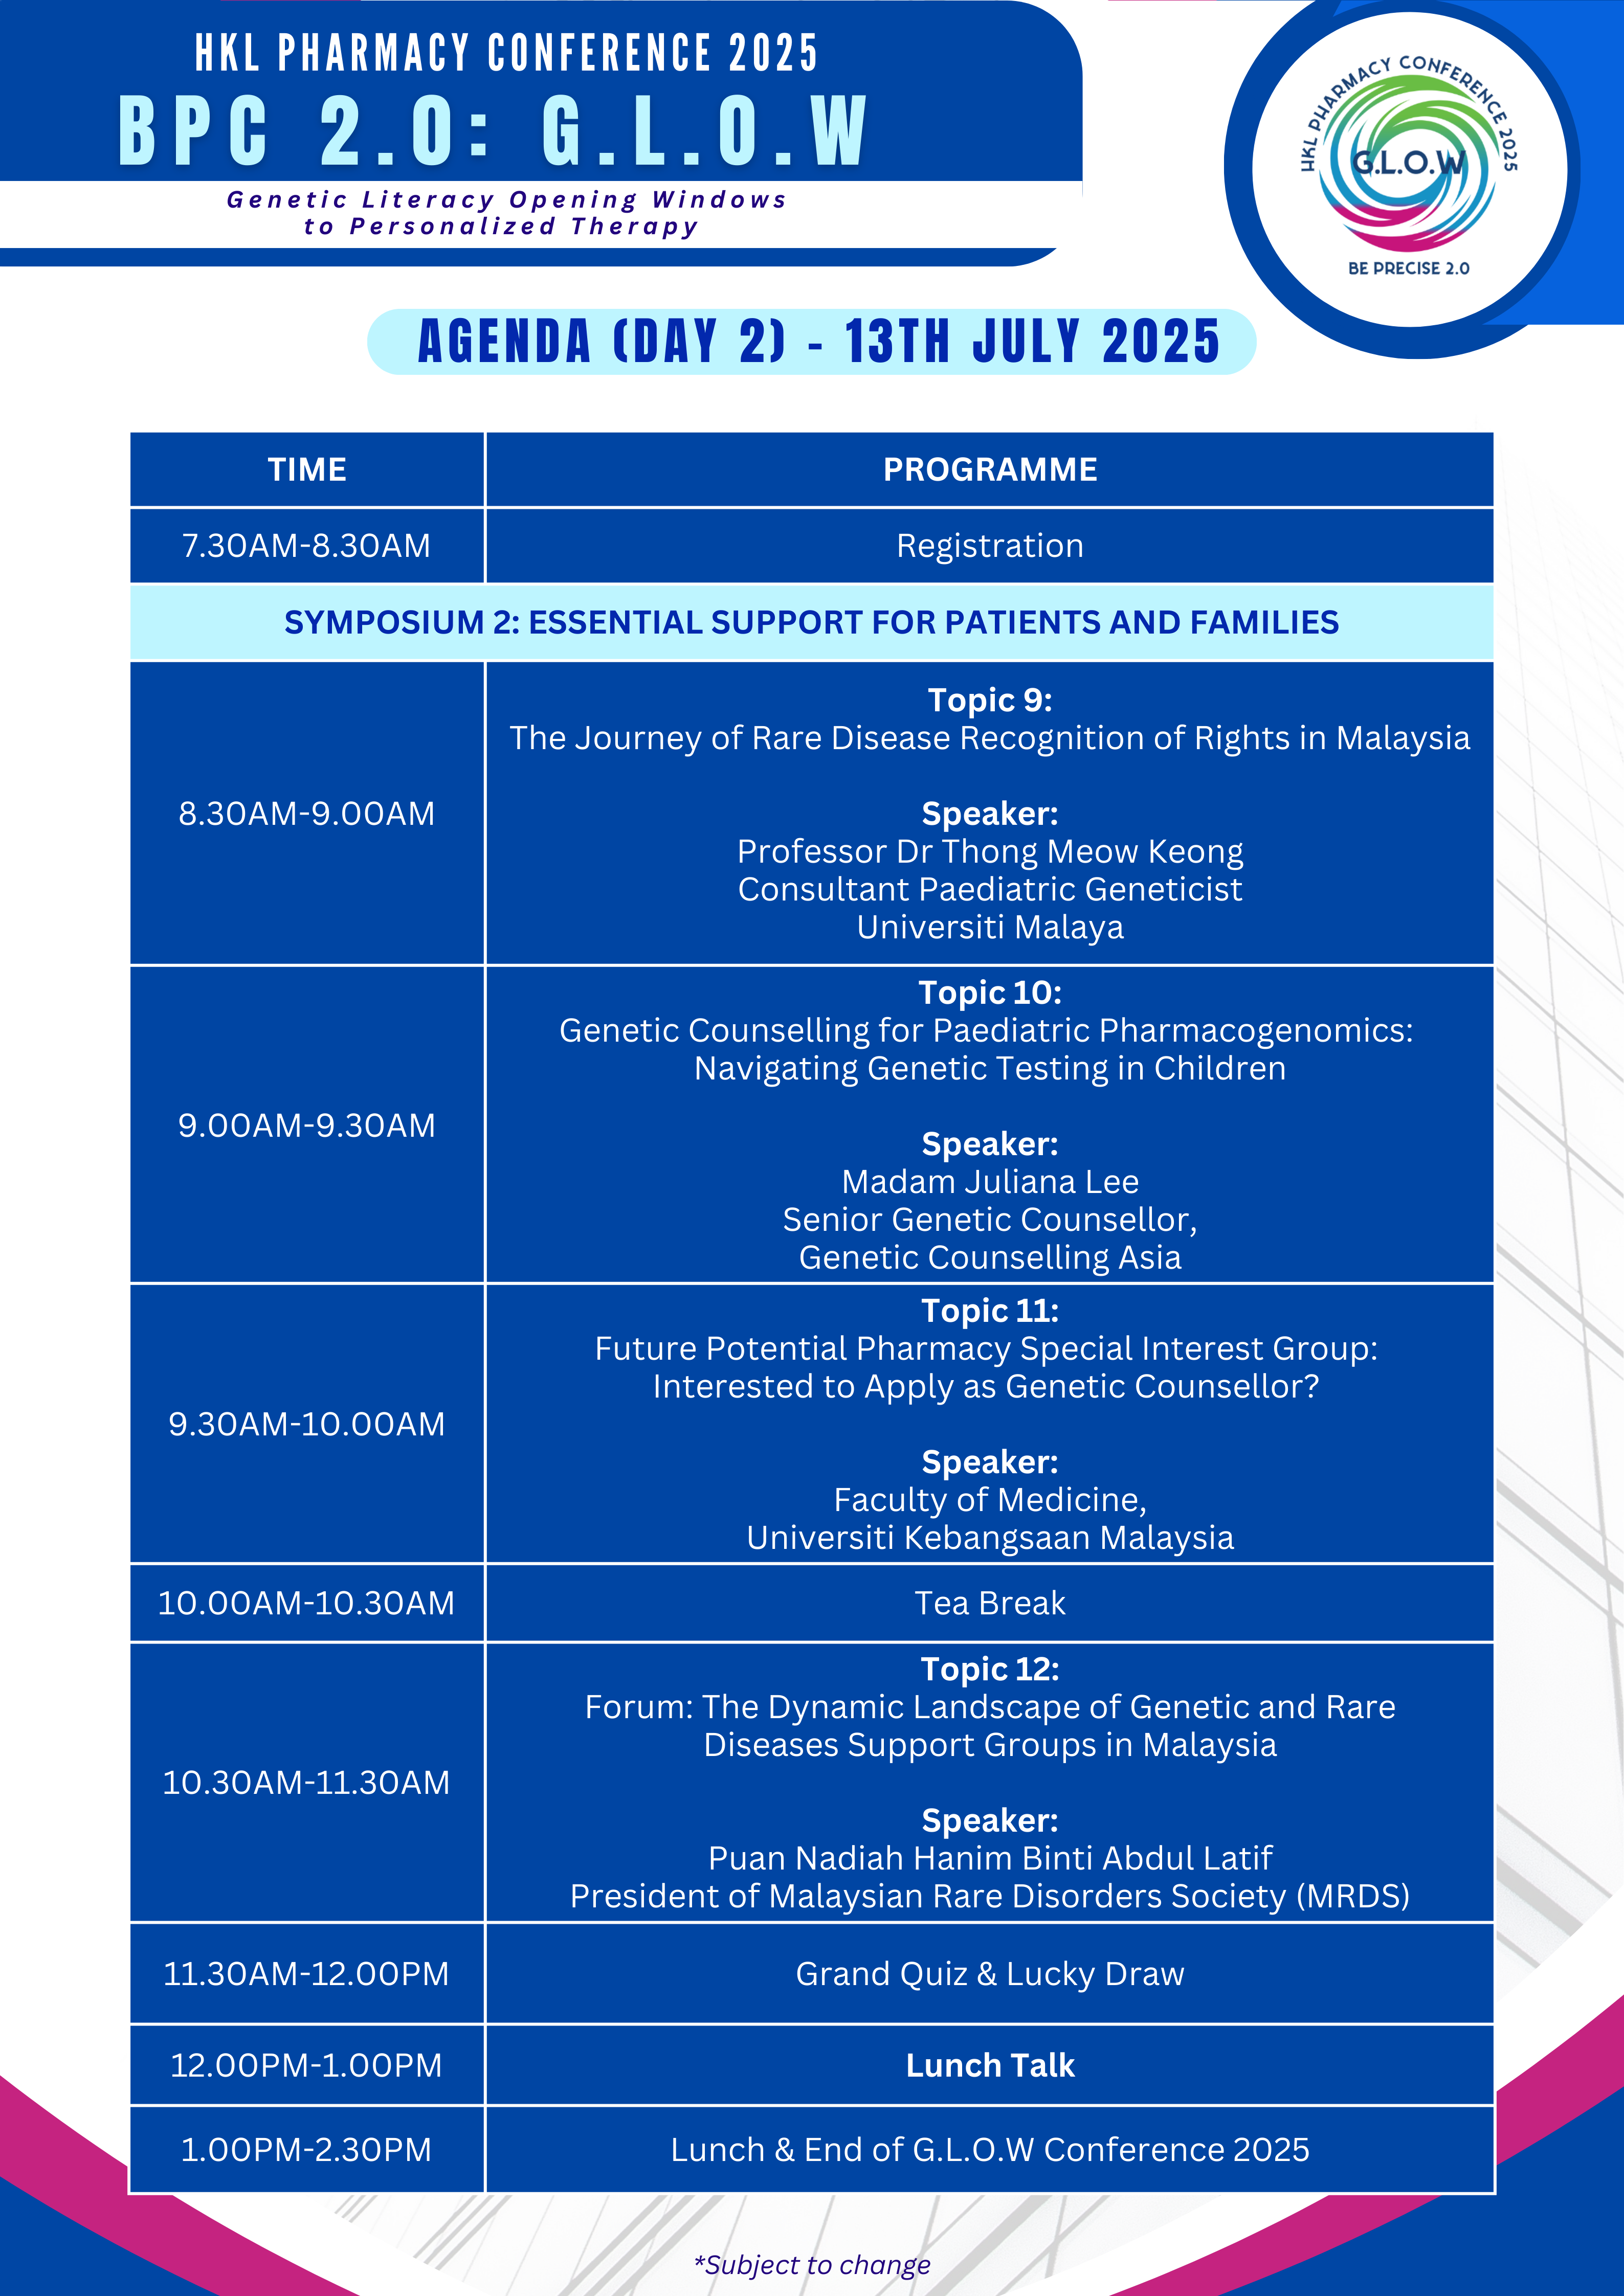 HKL PHARMACY CONFERENCE 2025
BPC 2.0: G.L.O.W
Genetic Literacy Opening Windows
to Personalized Therapy
HKL PHARMACY CONFERENCE 2025
G.L.O.W
BE PRECISE 2.0
AGENDA (DAY 2) - 13TH JULY 2025
TIME
PROGRAMME
7.30AM-8.30AM
Registration
SYMPOSIUM 2: ESSENTIAL SUPPORT FOR PATIENTS AND FAMILIES
8.30AM-9.00AM
Topic 9:
The Journey of Rare Disease Recognition of Rights in Malaysia
Speaker:
Professor Dr Thong Meow Keong
Consultant Paediatric Geneticist
Universiti Malaya
9.00AM-9.30AM
Topic 10:
Genetic Counselling for Paediatric Pharmacogenomics:
Navigating Genetic Testing in Children
Speaker:
Madam Juliana Lee
Senior Genetic Counsellor,
Genetic Counselling Asia
9.30AM-10.00AM
Topic 11:
Future Potential Pharmacy Special Interest Group:
Interested to Apply as Genetic Counsellor?
Speaker:
Faculty of Medicine,
Universiti Kebangsaan Malaysia
10.00AM-10.30AM
Tea Break
10.30AM-11.30AM
Topic 12:
Forum: The Dynamic Landscape of Genetic and Rare
Diseases Support Groups in Malaysia
Speaker:
Puan Nadiah Hanim Binti Abdul Latif
President of Malaysian Rare Disorders Society (MRDS)
11.30AM-12.00PM
Grand Quiz & Lucky Draw
12.00PM-1.00PM
Lunch Talk
1.00PM-2.30PM
Lunch & End of G.L.O.W Conference 2025
*Subject to change